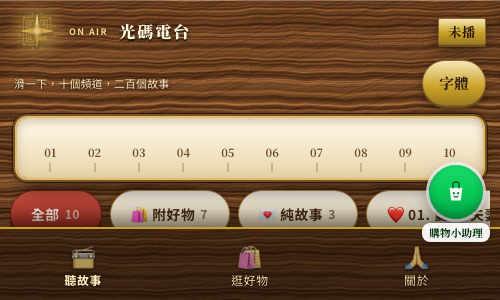 ON AIR 光碼電台
未播
滑一下，十個頻道，二百個故事
字體
01 02 03 04 05 06 07 08 09 10
全部 10
附好物 7
純故事 3
01.
購物小助理
聽故事
逛好物
關於